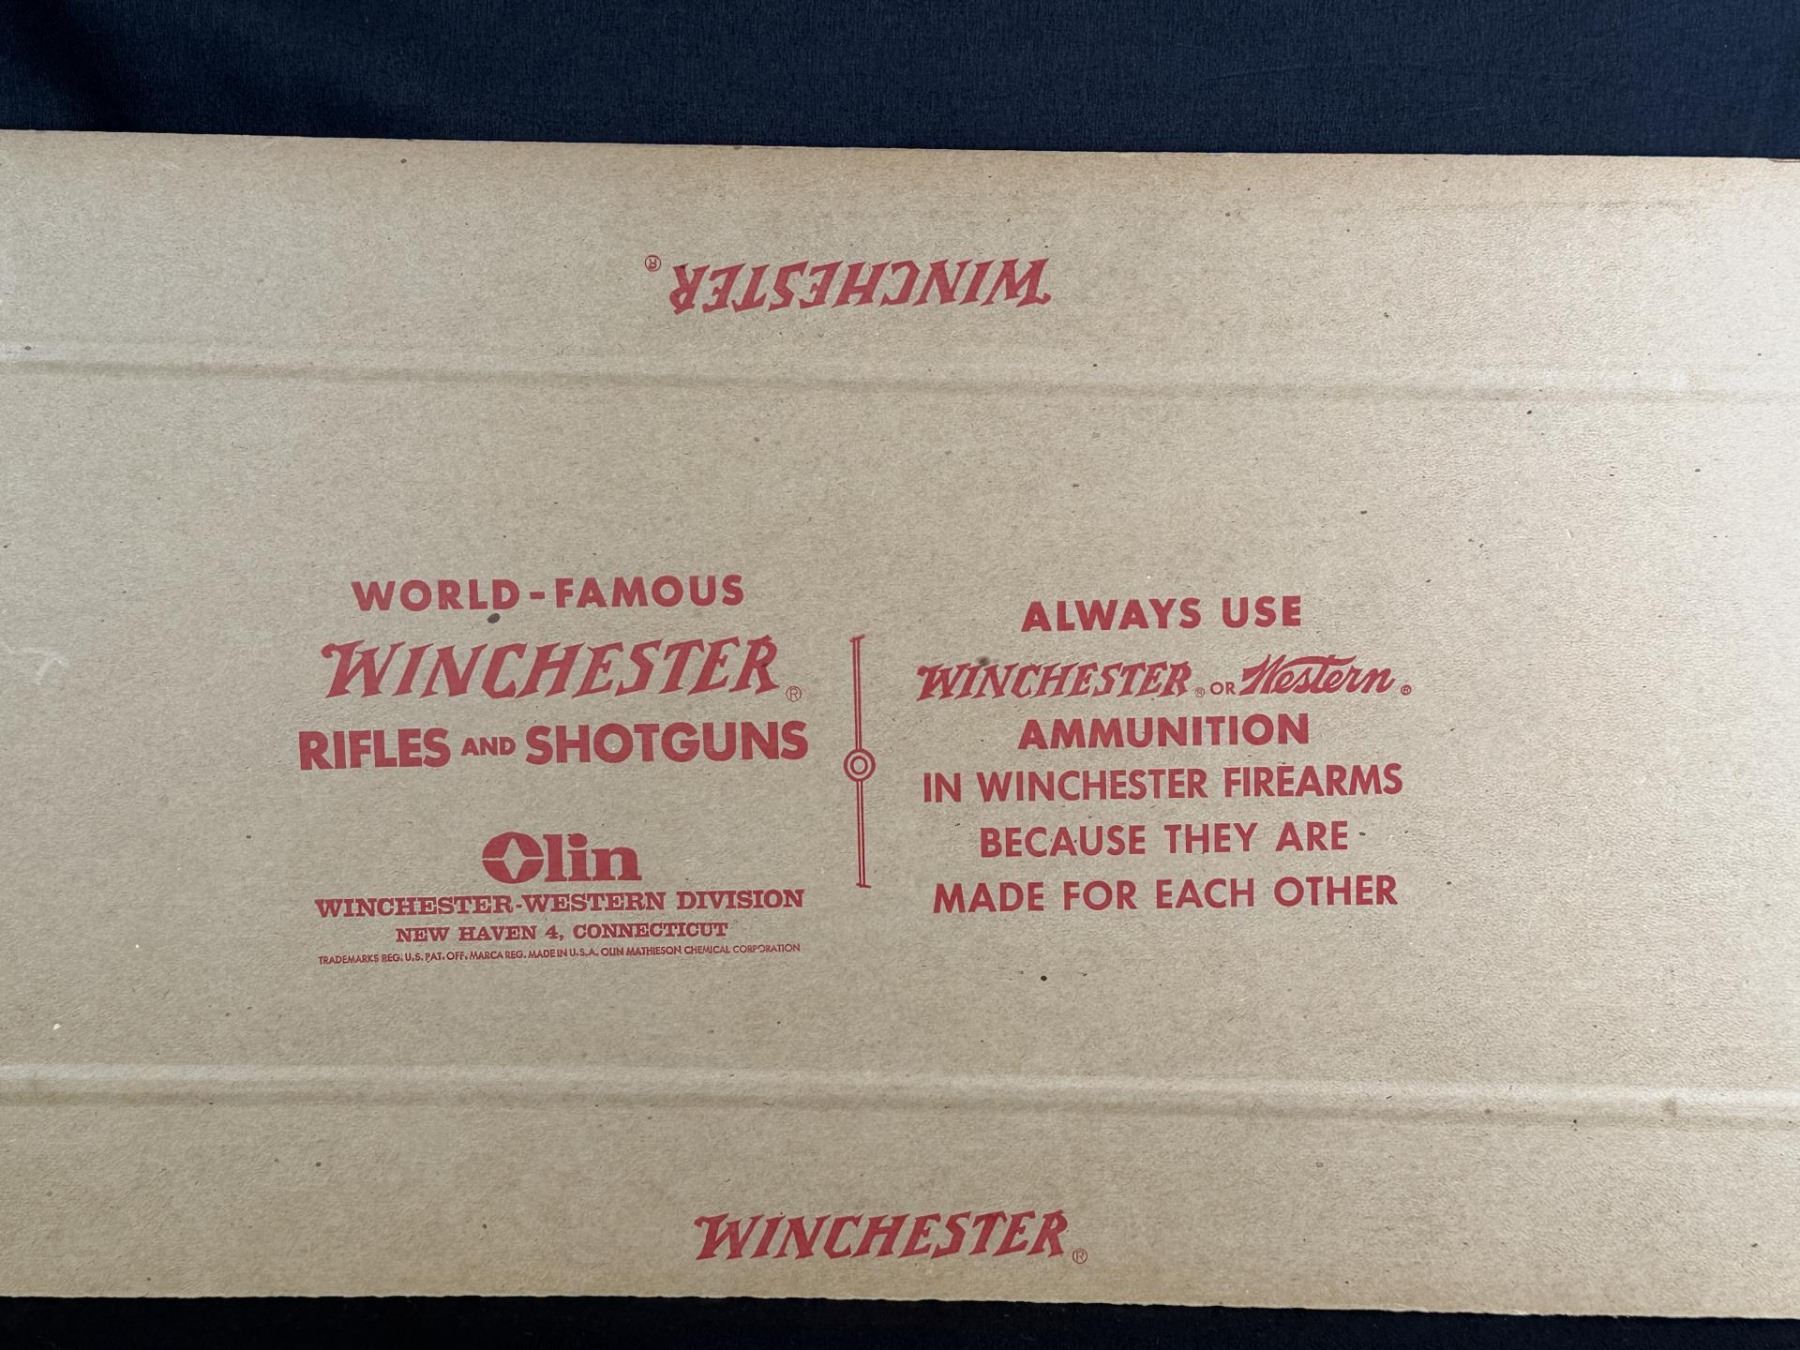 WINCHESTER®
WORLD-FAMOUS
WINCHESTER®
RIFLES AND SHOTGUNS
Olin
WINCHESTER-WESTERN DIVISION
NEW HAVEN 4, CONNECTICUT
TRADEMARKS REG. U.S. PAT. OFF. MARCA REG. MADE IN U.S.A. OLIN MATHIESON CHEMICAL CORPORATION
ALWAYS USE
WINCHESTER® OR Western®
AMMUNITION
IN WINCHESTER FIREARMS
BECAUSE THEY ARE
MADE FOR EACH OTHER
WINCHESTER®